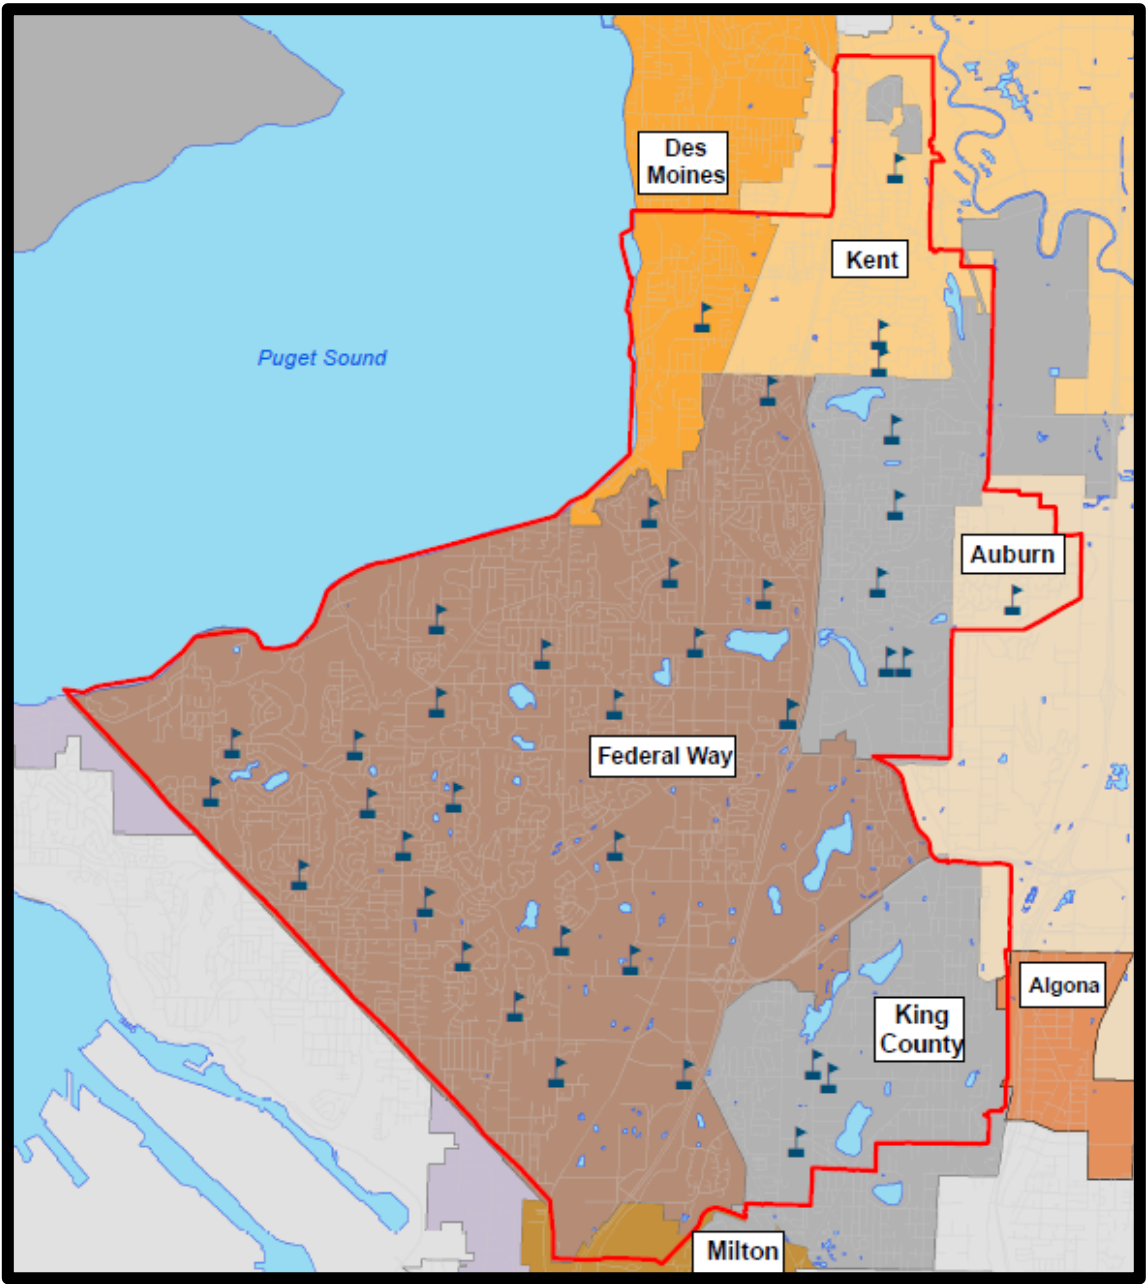 Des
Moines
Kent
Puget Sound
Auburn
Federal Way
Algona
King
County
Milton